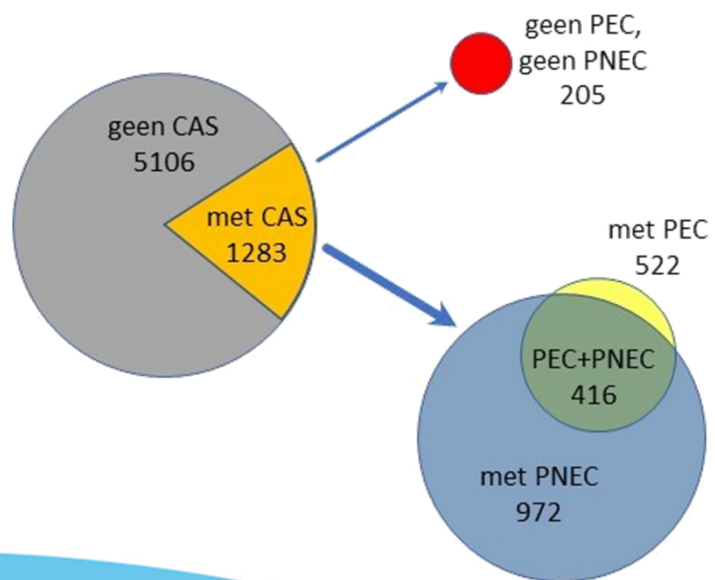 geen PEC,
geen PNEC
205
geen CAS
5106
met CAS
1283
met PEC
522
PEC+PNEC
416
met PNEC
972